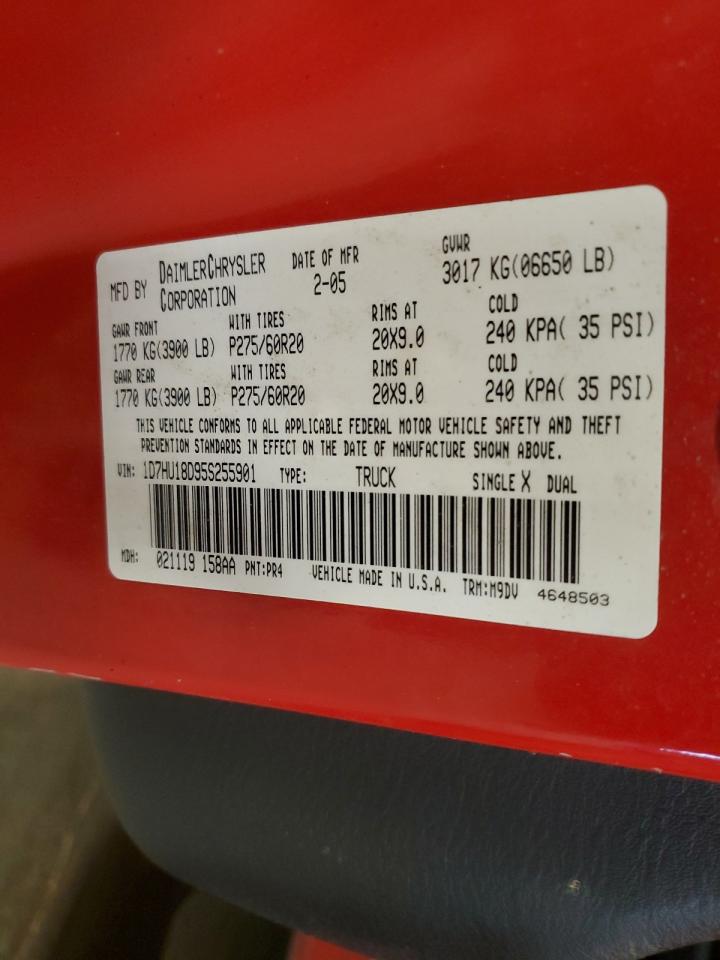 MFD BY DAIMLERCHRYSLER CORPORATION DATE OF MFR 2-05 GVWR 3017 KG(06650 LB)
GAWR FRONT WITH TIRES RIMS AT COLD
1770 KG(3900 LB) P275/60R20 20X9.0 240 KPA( 35 PSI)
GAWR REAR WITH TIRES RIMS AT COLD
1770 KG(3900 LB) P275/60R20 20X9.0 240 KPA( 35 PSI)
THIS VEHICLE CONFORMS TO ALL APPLICABLE FEDERAL MOTOR VEHICLE SAFETY AND THEFT
PREVENTION STANDARDS IN EFFECT ON THE DATE OF MANUFACTURE SHOWN ABOVE.
VIN: 1D7HU18D95S255901 TYPE: TRUCK SINGLE X DUAL
MDH: 021119 158AA PNT:PR4 VEHICLE MADE IN U.S.A. TRM:M9DV 4648503